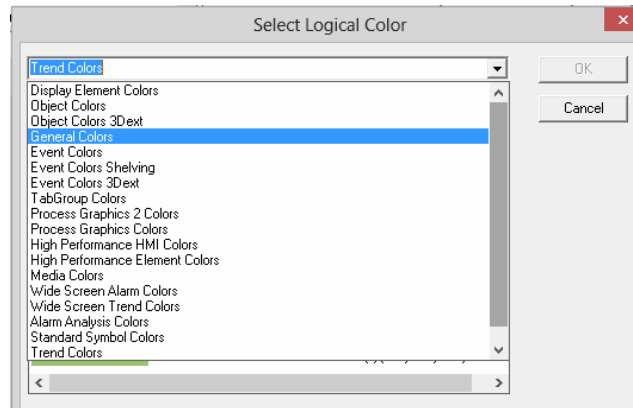 Select Logical Color
Trend Colors
OK
Cancel
Display Element Colors
Object Colors
Object Colors 3Dext
General Colors
Event Colors
Event Colors Shelving
Event Colors 3Dext
TabGroup Colors
Process Graphics 2 Colors
Process Graphics Colors
High Performance HMI Colors
High Performance Element Colors
Media Colors
Wide Screen Alarm Colors
Wide Screen Trend Colors
Alarm Analysis Colors
Standard Symbol Colors
Trend Colors